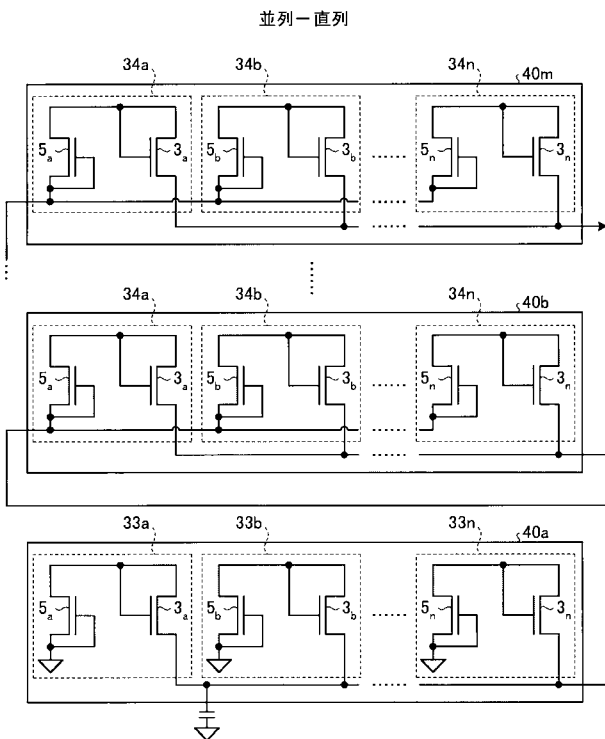 並列－直列
34a 34b 34n 40m
5a 3a 5b 3b 5n 3n
34a 34b 34n 40b
5a 3a 5b 3b 5n 3n
33a 33b 33n 40a
5a 3a 5b 3b 5n 3n